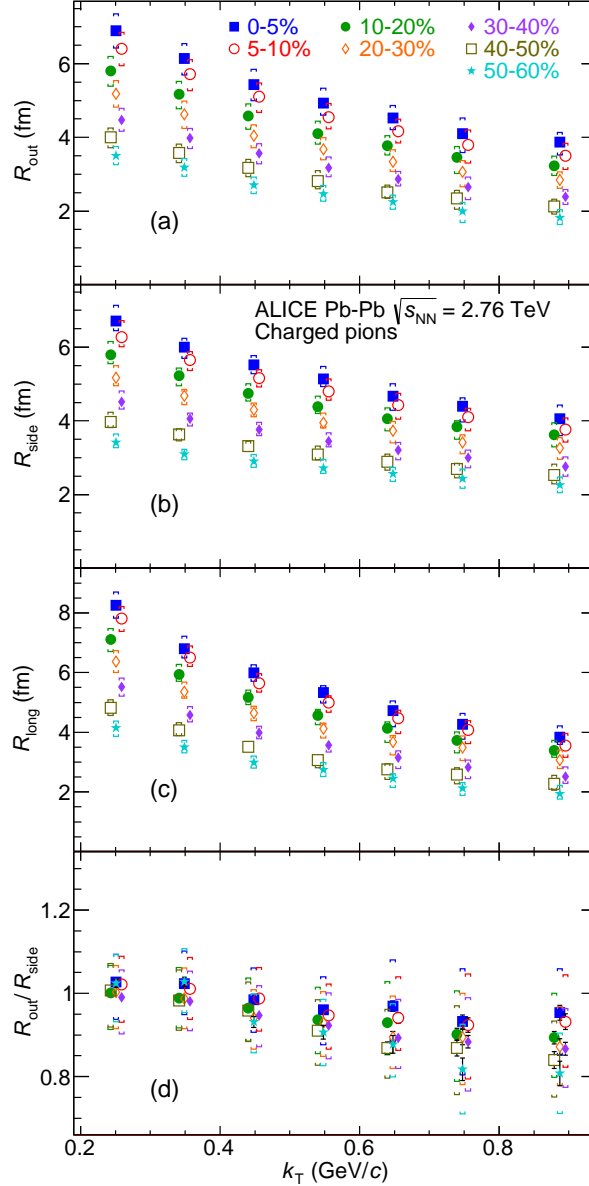 0-5% 10-20% 30-40%
5-10% 20-30% 40-50%
50-60%
6
4
2
R_out (fm)
(a)
ALICE Pb-Pb √s_NN = 2.76 TeV
Charged pions
6
4
2
R_side (fm)
(b)
8
6
4
2
R_long (fm)
(c)
1.2
1
0.8
R_out/R_side
(d)
0.2 0.4 0.6 0.8
k_T (GeV/c)